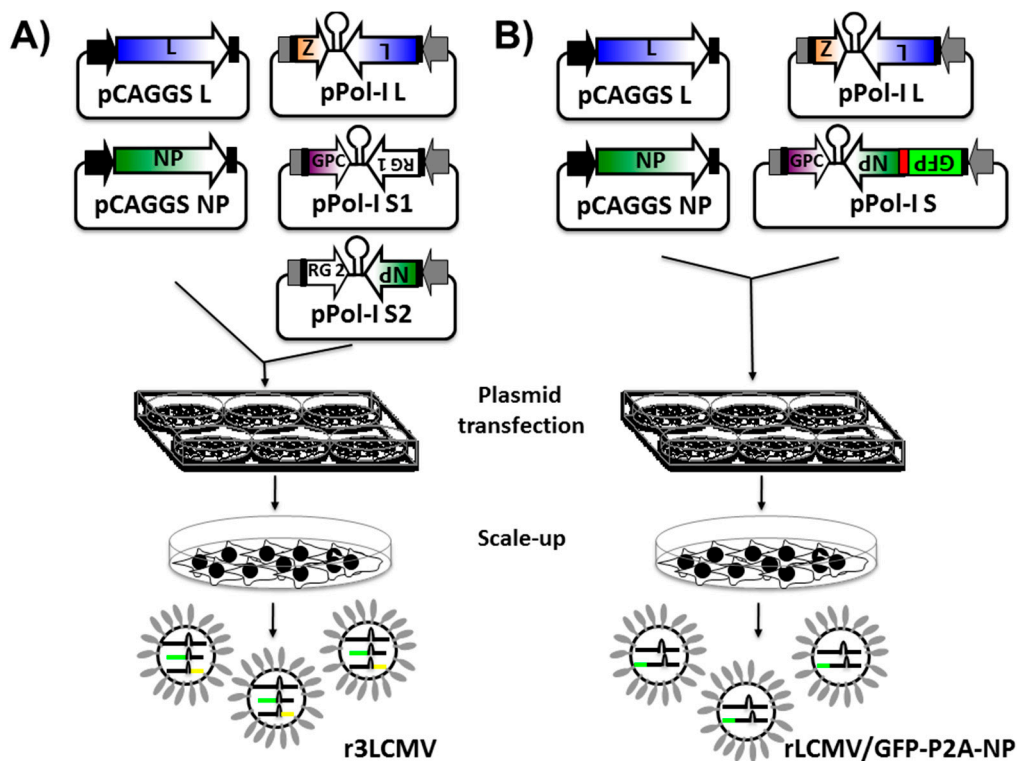 A)
L
pCAGGS L
Z
L
pPol-I L
NP
pCAGGS NP
GPC
RG 1
pPol-I S1
RG 2
NP
pPol-I S2
B)
L
pCAGGS L
Z
L
pPol-I L
NP
pCAGGS NP
GPC
NP
GFP
pPol-I S
Plasmid
transfection
Scale-up
r3LCMV
rLCMV/GFP-P2A-NP